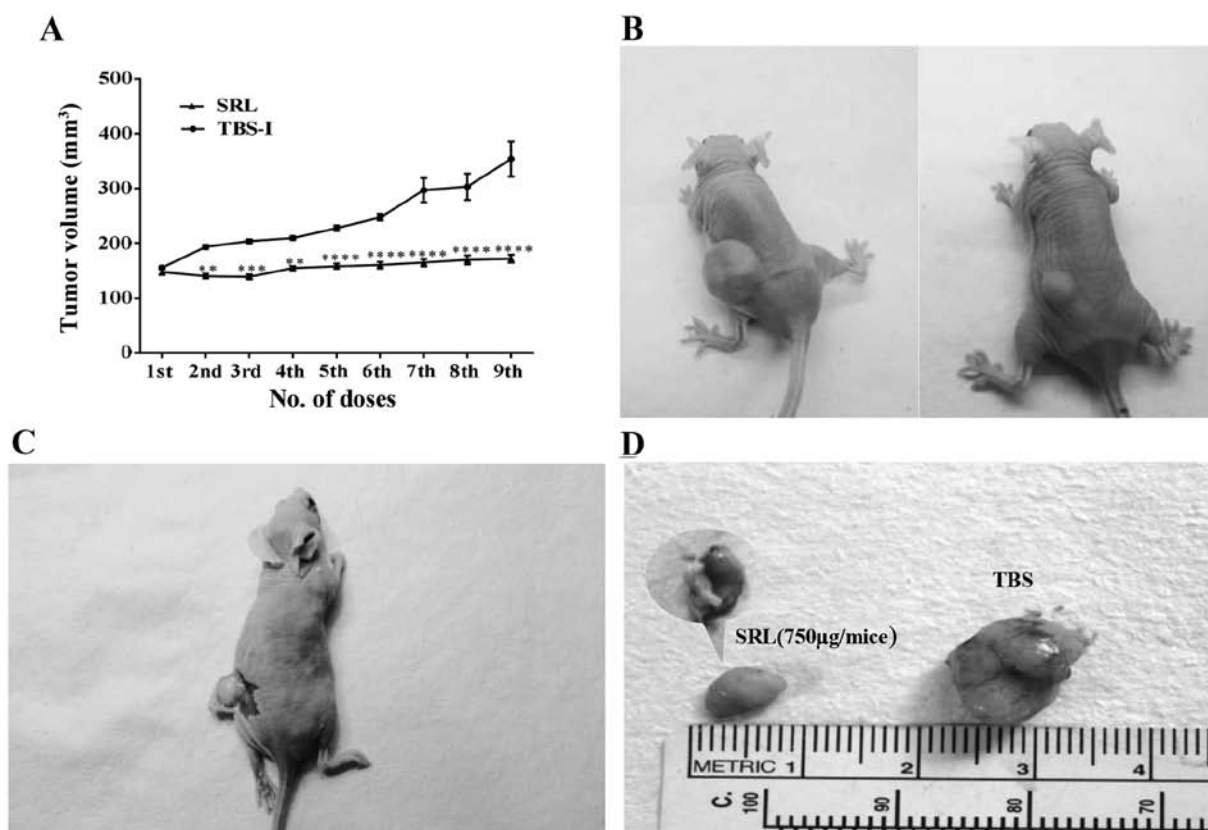 A
500
400
300
200
100
0
Tumor volume (mm³)
SRL
TBS-I
** *** ** **** **** **** **** ****
1st 2nd 3rd 4th 5th 6th 7th 8th 9th
No. of doses
B
C
D
TBS
SRL(750μg/mice)
METRIC 1 2 3 4
C. 100 90 80 70